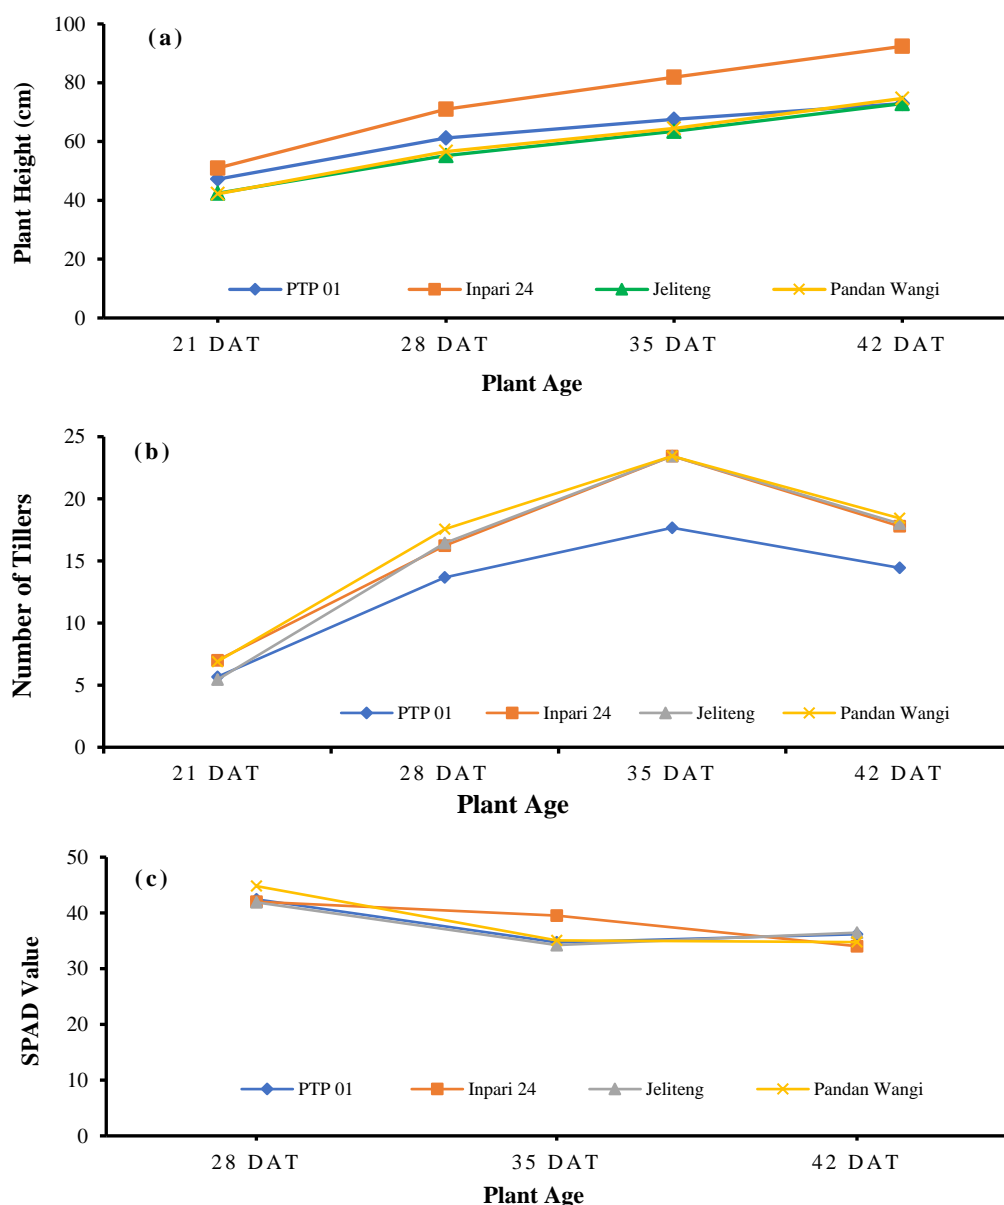 (a)
Plant Height (cm)
100
80
60
40
20
0
PTP 01 Inpari 24 Jeliteng Pandan Wangi
21 DAT 28 DAT 35 DAT 42 DAT
Plant Age
(b)
Number of Tillers
25
20
15
10
5
0
PTP 01 Inpari 24 Jeliteng Pandan Wangi
21 DAT 28 DAT 35 DAT 42 DAT
Plant Age
(c)
SPAD Value
50
40
30
20
10
0
PTP 01 Inpari 24 Jeliteng Pandan Wangi
28 DAT 35 DAT 42 DAT
Plant Age